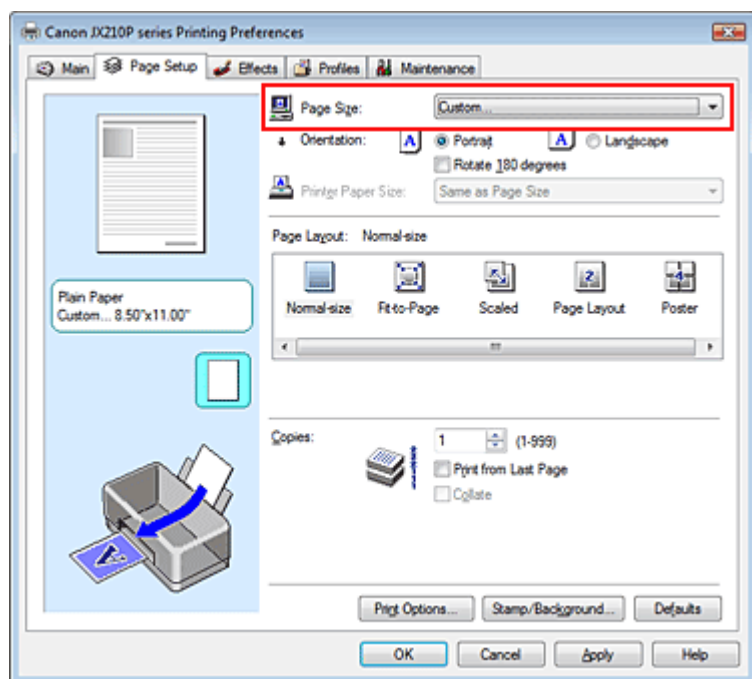 Canon JX210P series Printing Preferences
Main Page Setup Effects Profiles Maintenance
Page Size: Custom...
Orientation: A Portrait A Landscape
Rotate 180 degrees
Printer Paper Size: Same as Page Size
Page Layout: Normal-size
Normal-size Fit-to-Page Scaled Page Layout Poster
Plain Paper
Custom... 8.50"x11.00"
Copies: 1 (1-999)
Print from Last Page
Collate
Print Options... Stamp/Background... Defaults
OK Cancel Apply Help